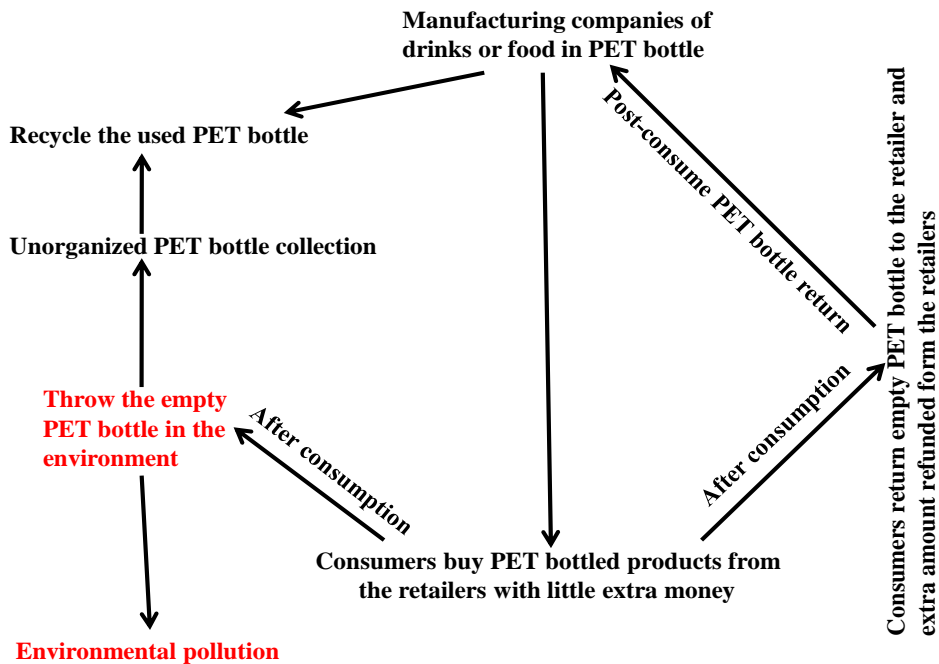 Manufacturing companies of
drinks or food in PET bottle
Recycle the used PET bottle
Post-consume PET bottle return
Unorganized PET bottle collection
Consumers return empty PET bottle to the retailer and
extra amount refunded form the retailers
Throw the empty
PET bottle in the
environment
After consumption
After consumption
Consumers buy PET bottled products from
the retailers with little extra money
Environmental pollution